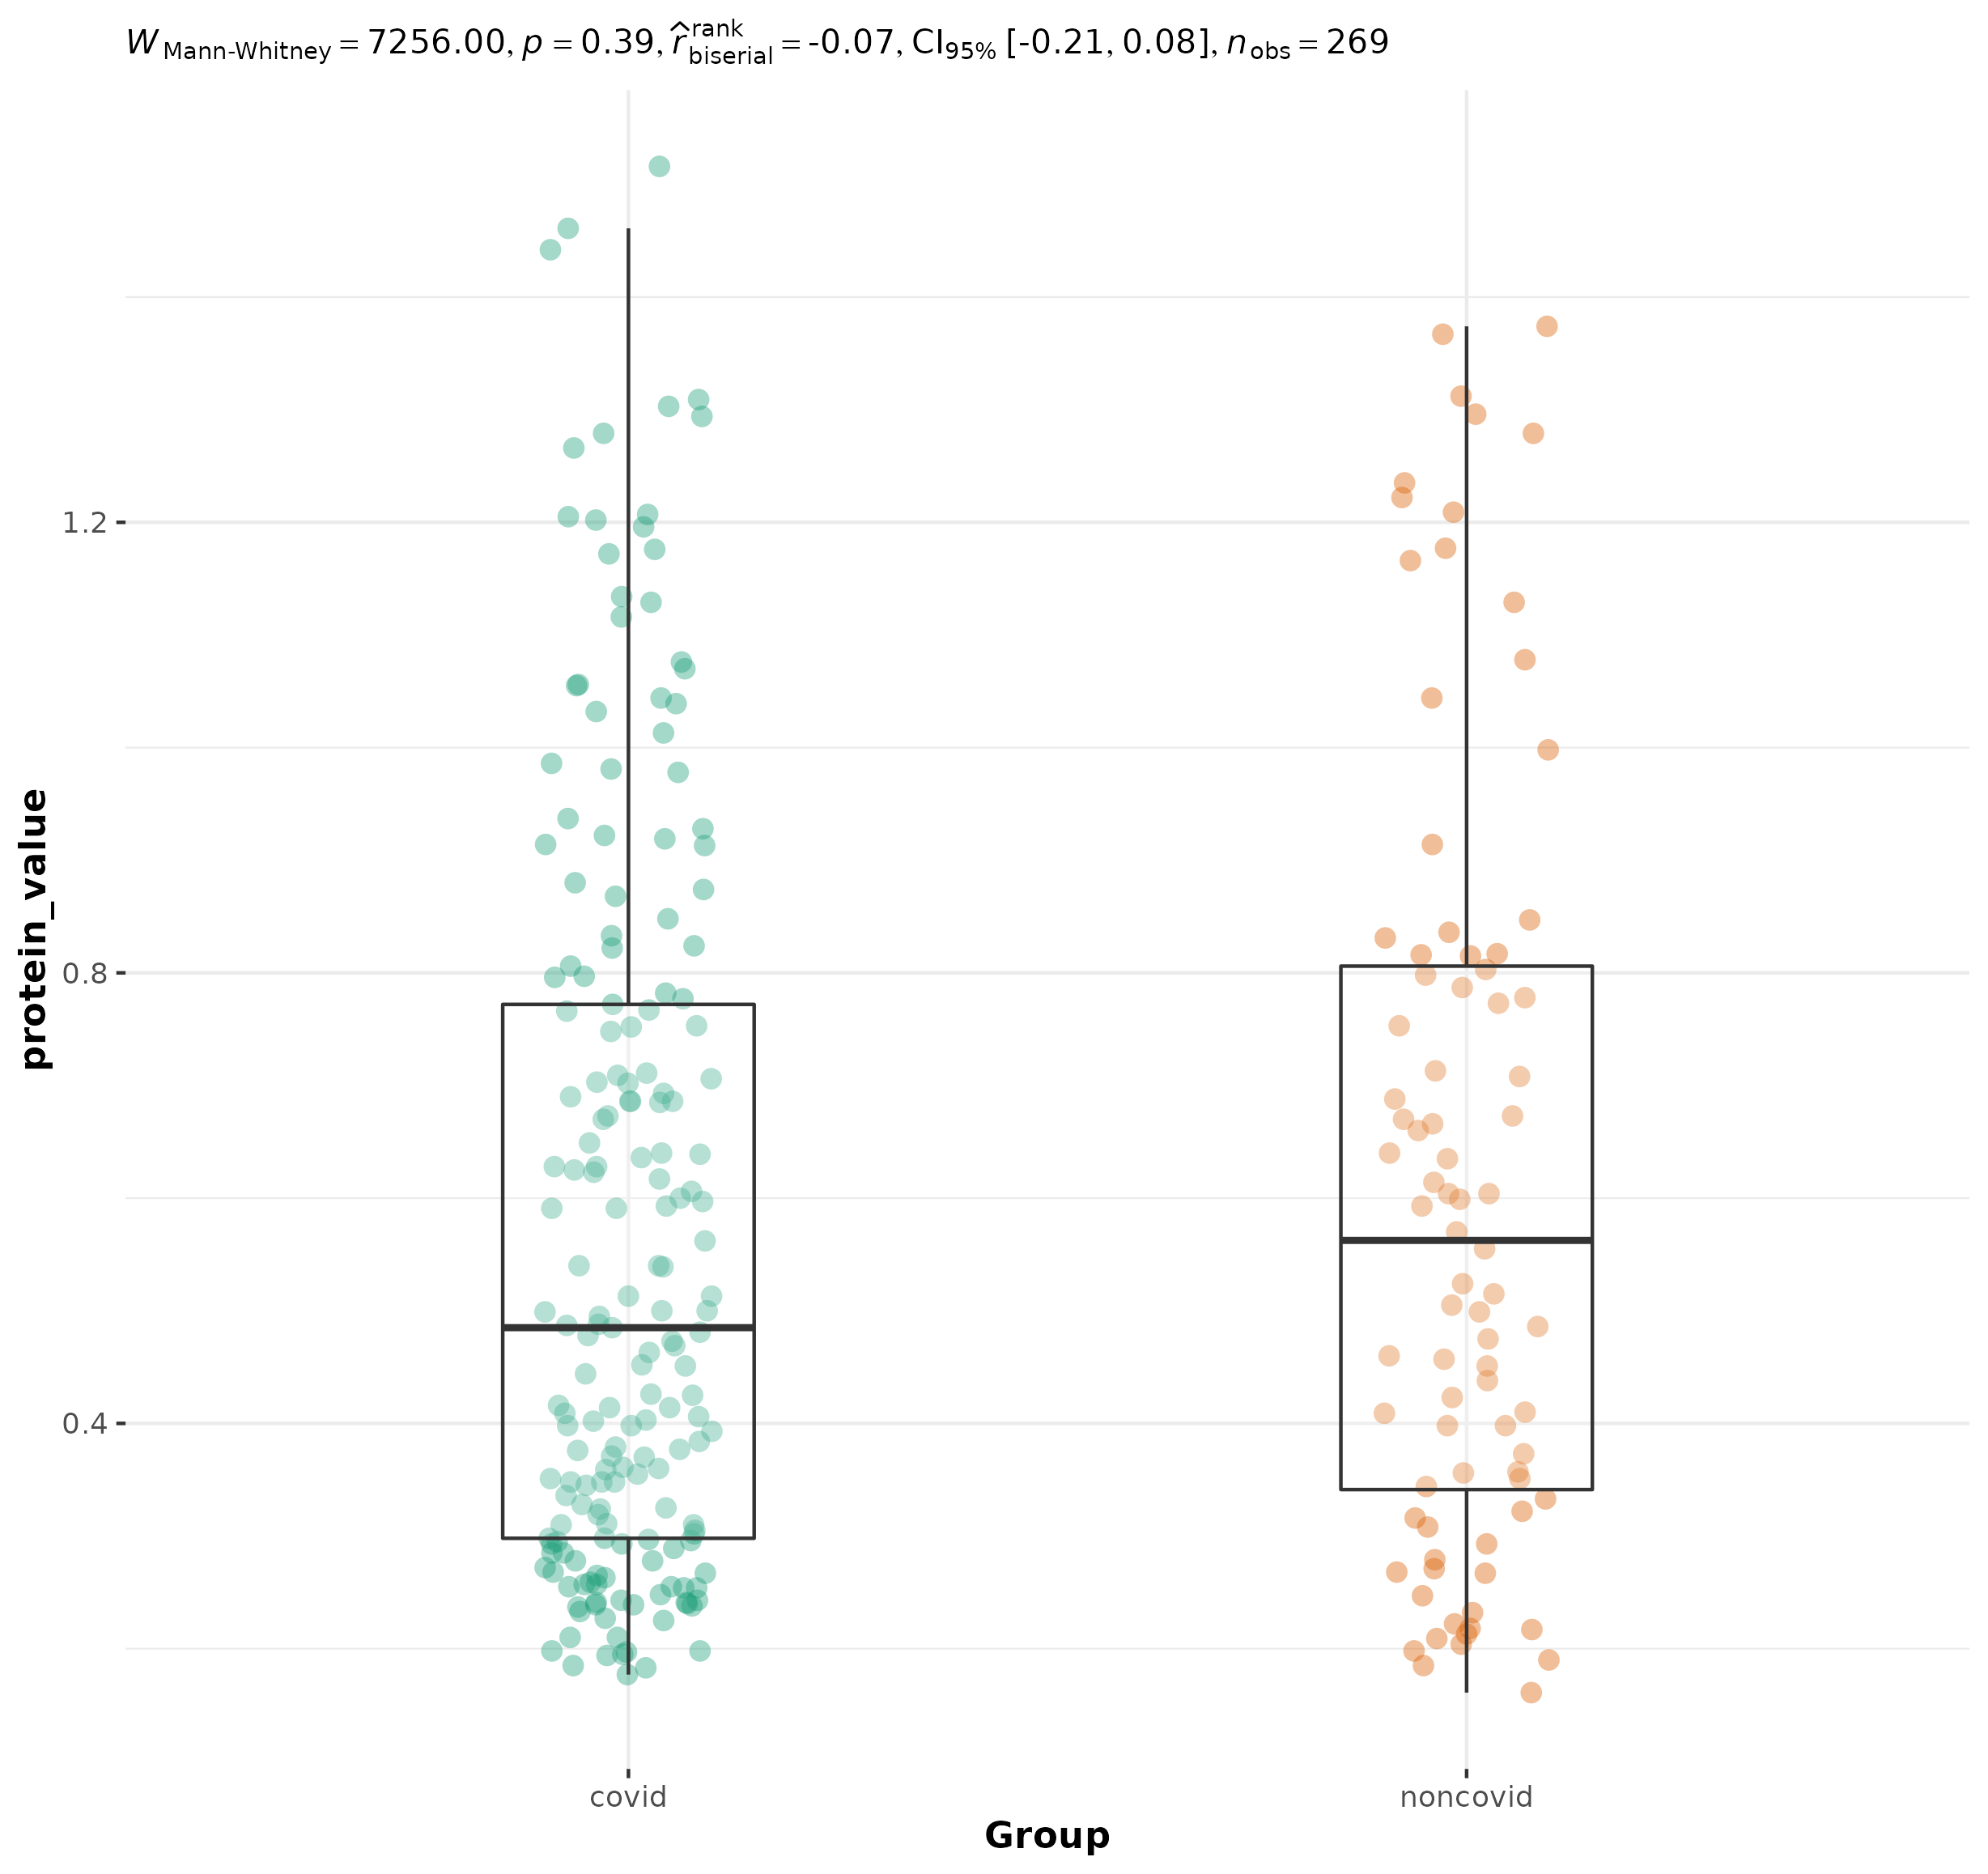 W Mann-Whitney = 7256.00, p = 0.39, r̂ rank biserial = -0.07, CI95% [-0.21, 0.08], nobs = 269
1.2
0.8
0.4
protein_value
covid noncovid
Group